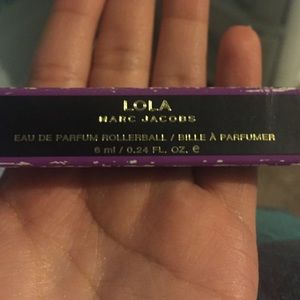 LOLA
MARC JACOBS
EAU DE PARFUM ROLLERBALL / BILLE À PARFUMER
6 ml / 0.24 FL. OZ. ℮